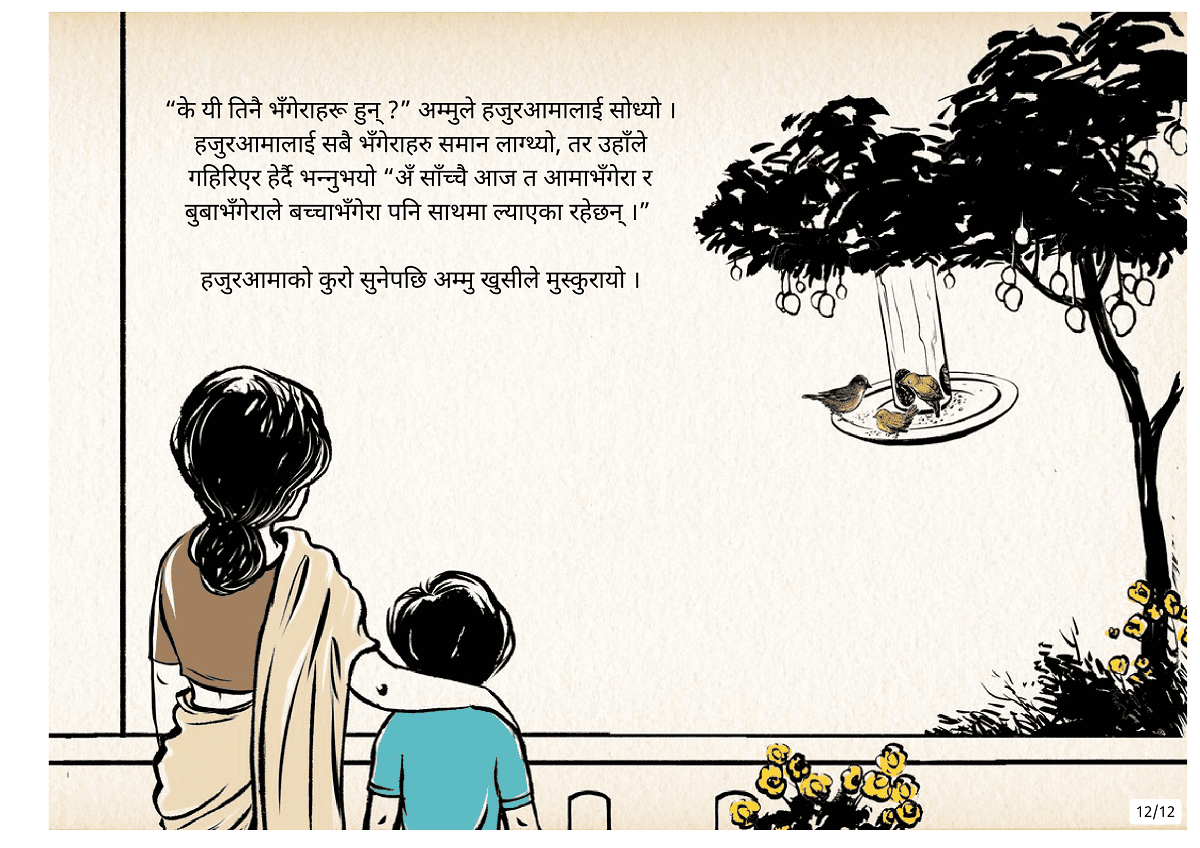 “के यी तिनै भँगेराहरू हुन् ?” अम्मुले हजुरआमालाई सोध्यो ।
हजुरआमालाई सबै भँगेराहरु समान लाग्थ्यो, तर उहाँले
गहिरिएर हेर्दै भन्नुभयो “अँ साँच्चै आज त आमाभँगेरा र
बुबाभँगेराले बच्चाभँगेरा पनि साथमा ल्याएका रहेछन् ।”
हजुरआमाको कुरो सुनेपछि अम्मु खुसीले मुस्कुरायो ।
12/12